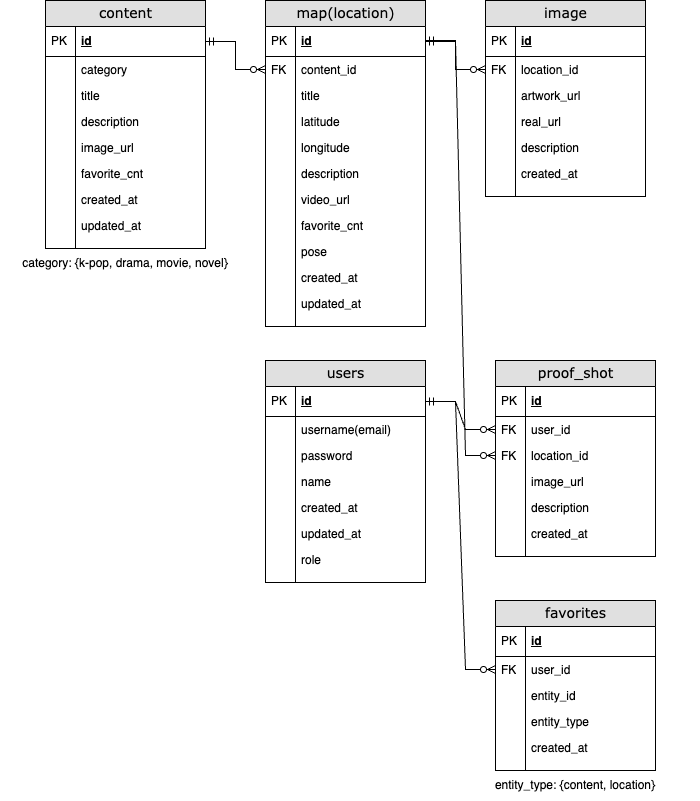 content
PK id
category
title
description
image_url
favorite_cnt
created_at
updated_at
category: {k-pop, drama, movie, novel}
map(location)
PK id
FK content_id
title
latitude
longitude
description
video_url
favorite_cnt
pose
created_at
updated_at
image
PK id
FK location_id
artwork_url
real_url
description
created_at
users
PK id
username(email)
password
name
created_at
updated_at
role
proof_shot
PK id
FK user_id
FK location_id
image_url
description
created_at
favorites
PK id
FK user_id
entity_id
entity_type
created_at
entity_type: {content, location}